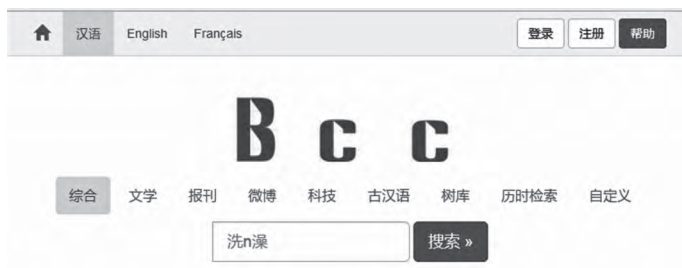 汉语 English Français 登录 注册 帮助
Bcc
综合 文学 报刊 微博 科技 古汉语 树库 历时检索 自定义
洗n澡 搜索 »